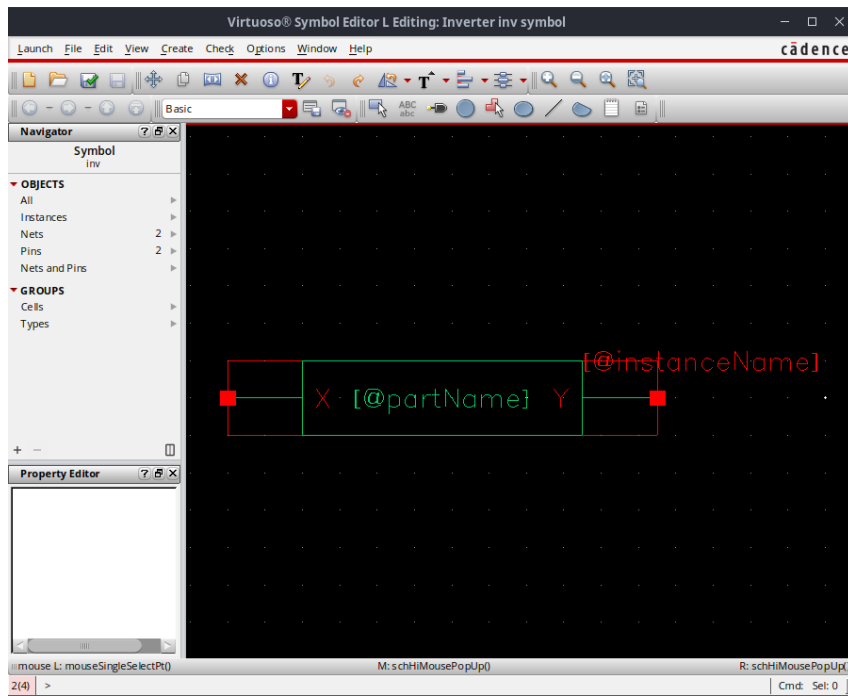 Virtuoso® Symbol Editor L Editing: Inverter inv symbol
Launch File Edit View Create Check Options Window Help
cādence
Basic
ABC
abc
Navigator
Symbol
inv
OBJECTS
All
Instances
Nets 2
Pins 2
Nets and Pins
GROUPS
Cells
Types
[@instanceName]
X [@partName] Y
Property Editor
mouse L: mouseSingleSelectPt() M: schHiMousePopUp() R: schHiMousePopUp()
2(4) > Cmd: Sel: 0